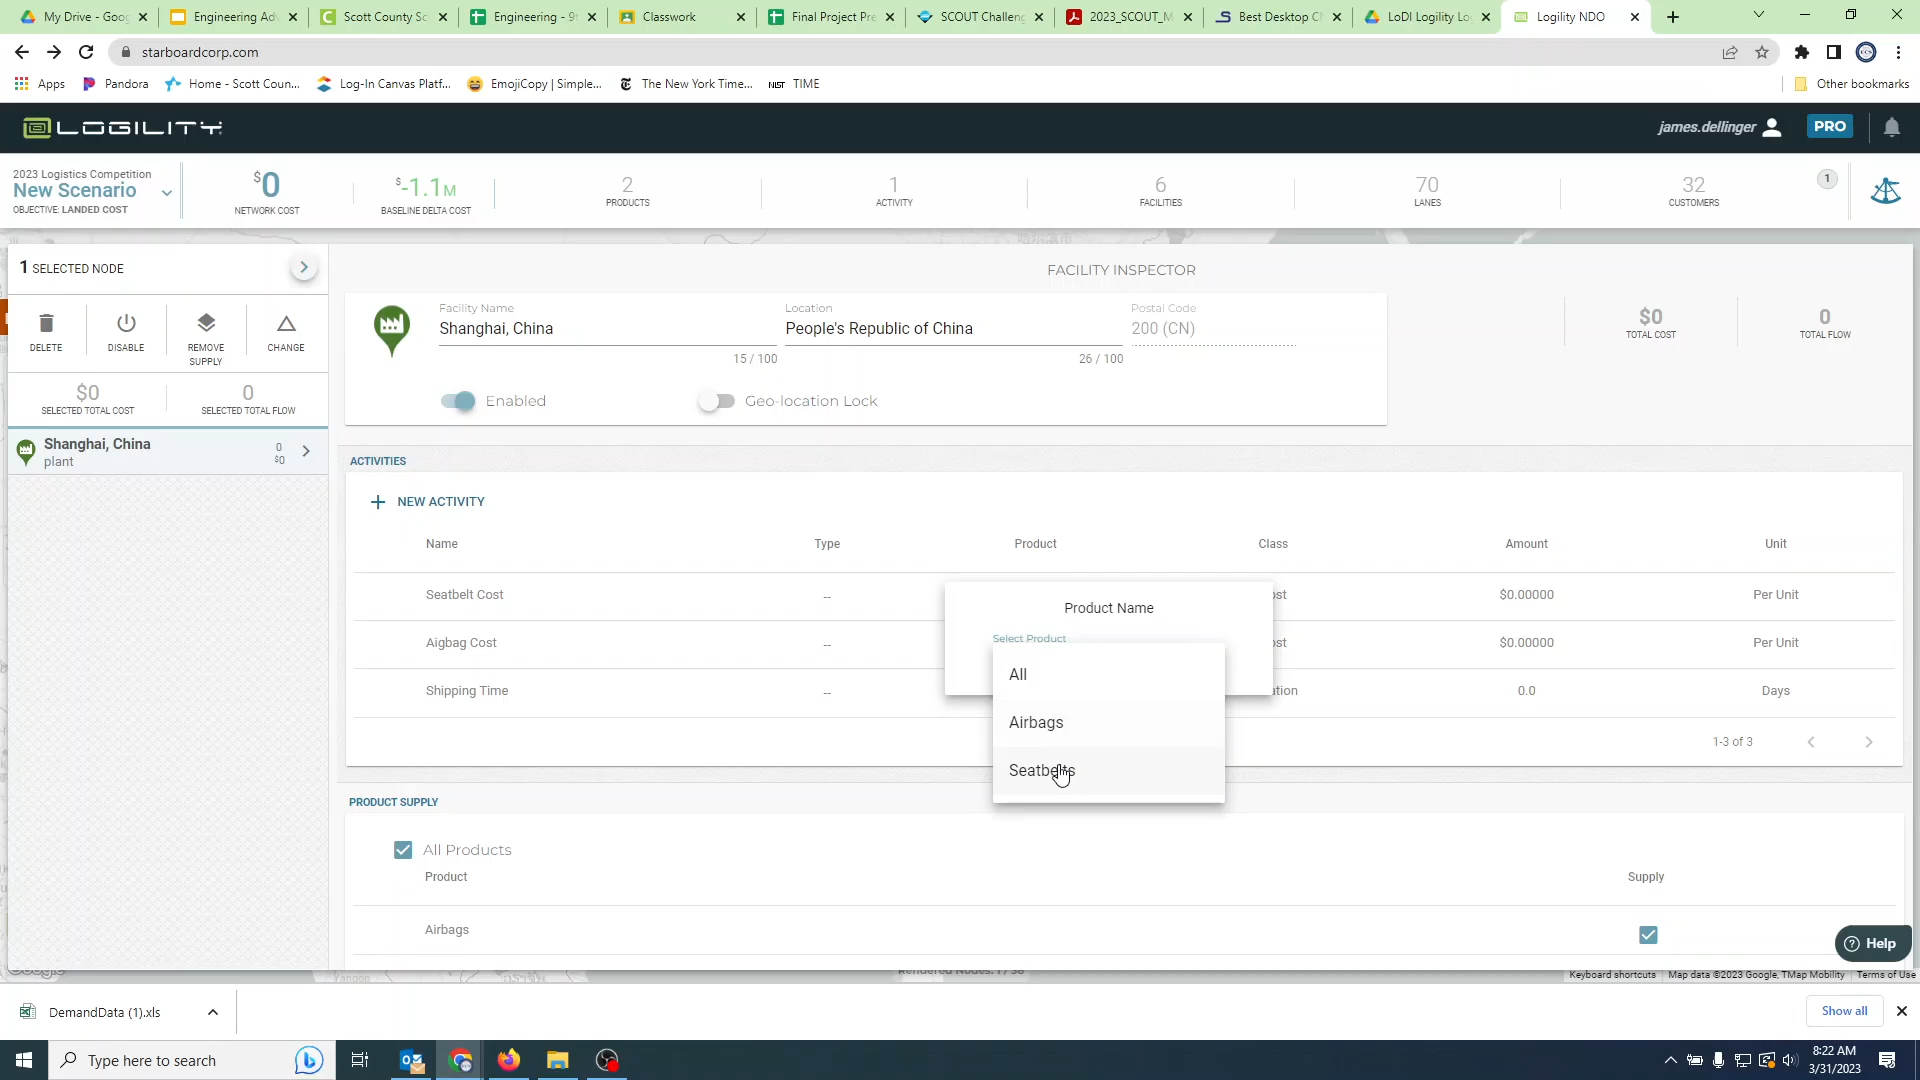 My Drive - Goog
Engineering Adv
Scott County Sc
Engineering - 9t
Classwork
Final Project Pre
SCOUT Challeng
2023_SCOUT_M
Best Desktop Ch
LoDI Logility Lo
Logility NDO
starboardcorp.com
Apps
Pandora
Home - Scott Coun...
Log-In Canvas Platf...
EmojiCopy | Simple...
The New York Time...
NIST TIME
Other bookmarks
LOGILITY
james.dellinger
PRO
2023 Logistics Competition
New Scenario
OBJECTIVE: LANDED COST
$0
NETWORK COST
$-1.1M
BASELINE DELTA COST
2
PRODUCTS
1
ACTIVITY
6
FACILITIES
70
LANES
32
CUSTOMERS
1
1 SELECTED NODE
DELETE
DISABLE
REMOVE SUPPLY
CHANGE
$0
SELECTED TOTAL COST
0
SELECTED TOTAL FLOW
Shanghai, China
plant
0
$0
FACILITY INSPECTOR
Facility Name
Shanghai, China
15 / 100
Location
People's Republic of China
26 / 100
Postal Code
200 (CN)
$0
TOTAL COST
0
TOTAL FLOW
Enabled
Geo-location Lock
ACTIVITIES
+ NEW ACTIVITY
Name Type Product Class Amount Unit
Seatbelt Cost -- ost $0.00000 Per Unit
Aigbag Cost -- ost $0.00000 Per Unit
Shipping Time -- ation 0.0 Days
1-3 of 3
Product Name
Select Product
All
Airbags
Seatbelts
PRODUCT SUPPLY
All Products
Product
Supply
Airbags
Help
Google
Rendered Nodes: 1 / 38
Keyboard shortcuts
Map data ©2023 Google, TMap Mobility
Terms of Use
DemandData (1).xls
Show all
Type here to search
8:22 AM
3/31/2023